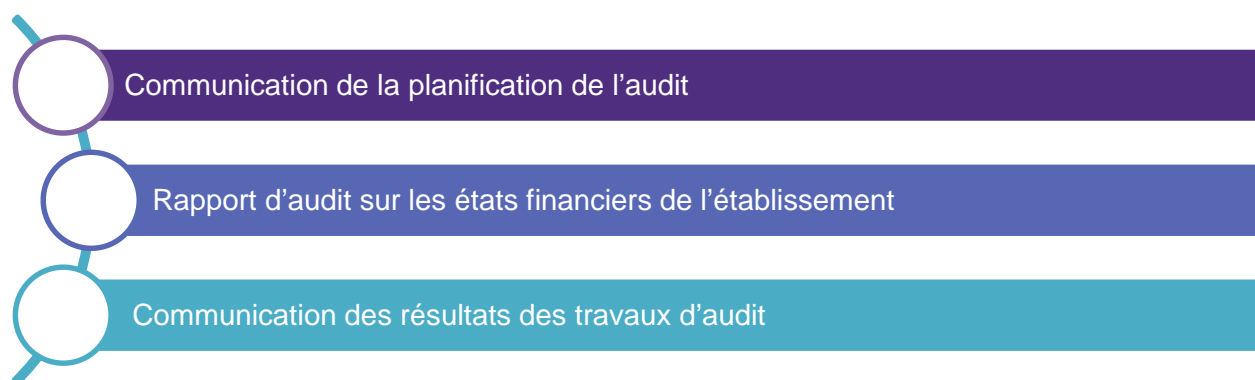 Communication de la planification de l’audit
Rapport d’audit sur les états financiers de l’établissement
Communication des résultats des travaux d’audit